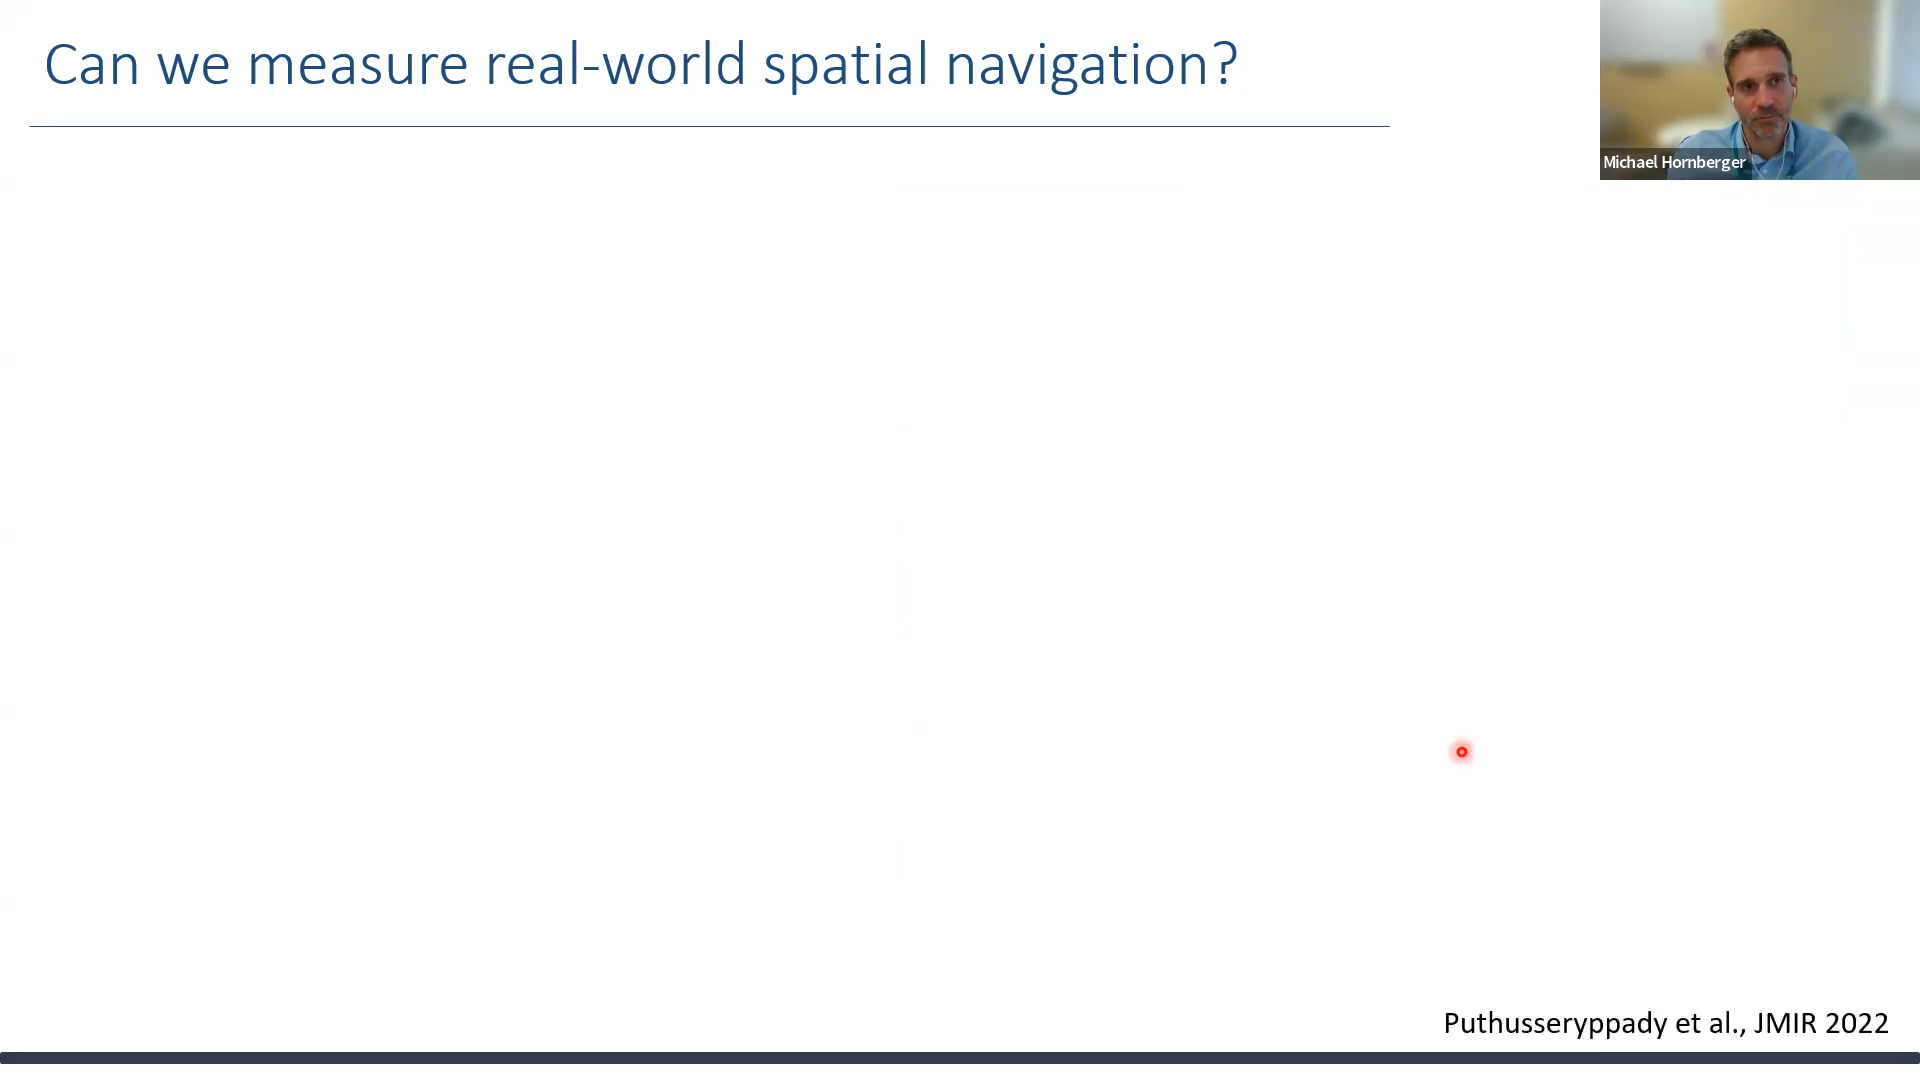 Can we measure real-world spatial navigation?
Michael Hornberger
Puthusseryppady et al., JMIR 2022